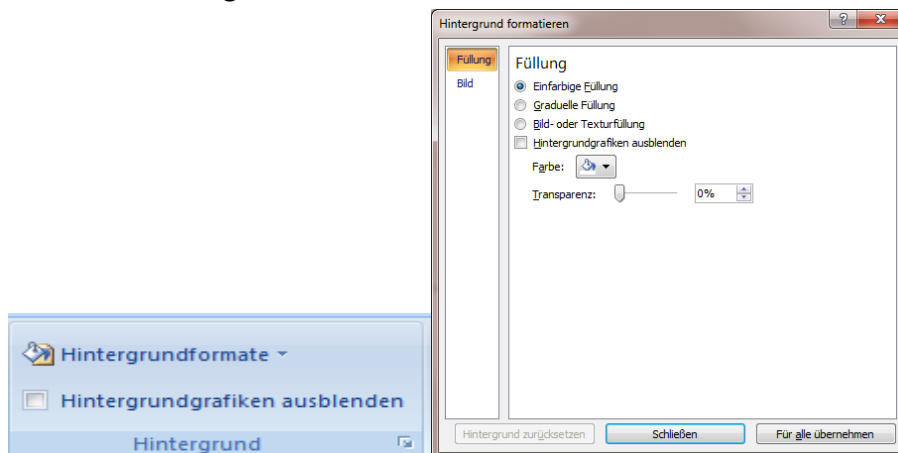 Hintergrund formatieren
Füllung
Bild
Füllung
Einfarbige Füllung
Graduelle Füllung
Bild- oder Texturfüllung
Hintergrundgrafiken ausblenden
Farbe:
Transparenz: 0%
Hintergrund zurücksetzen Schließen Für alle übernehmen
Hintergrundformate
Hintergrundgrafiken ausblenden
Hintergrund